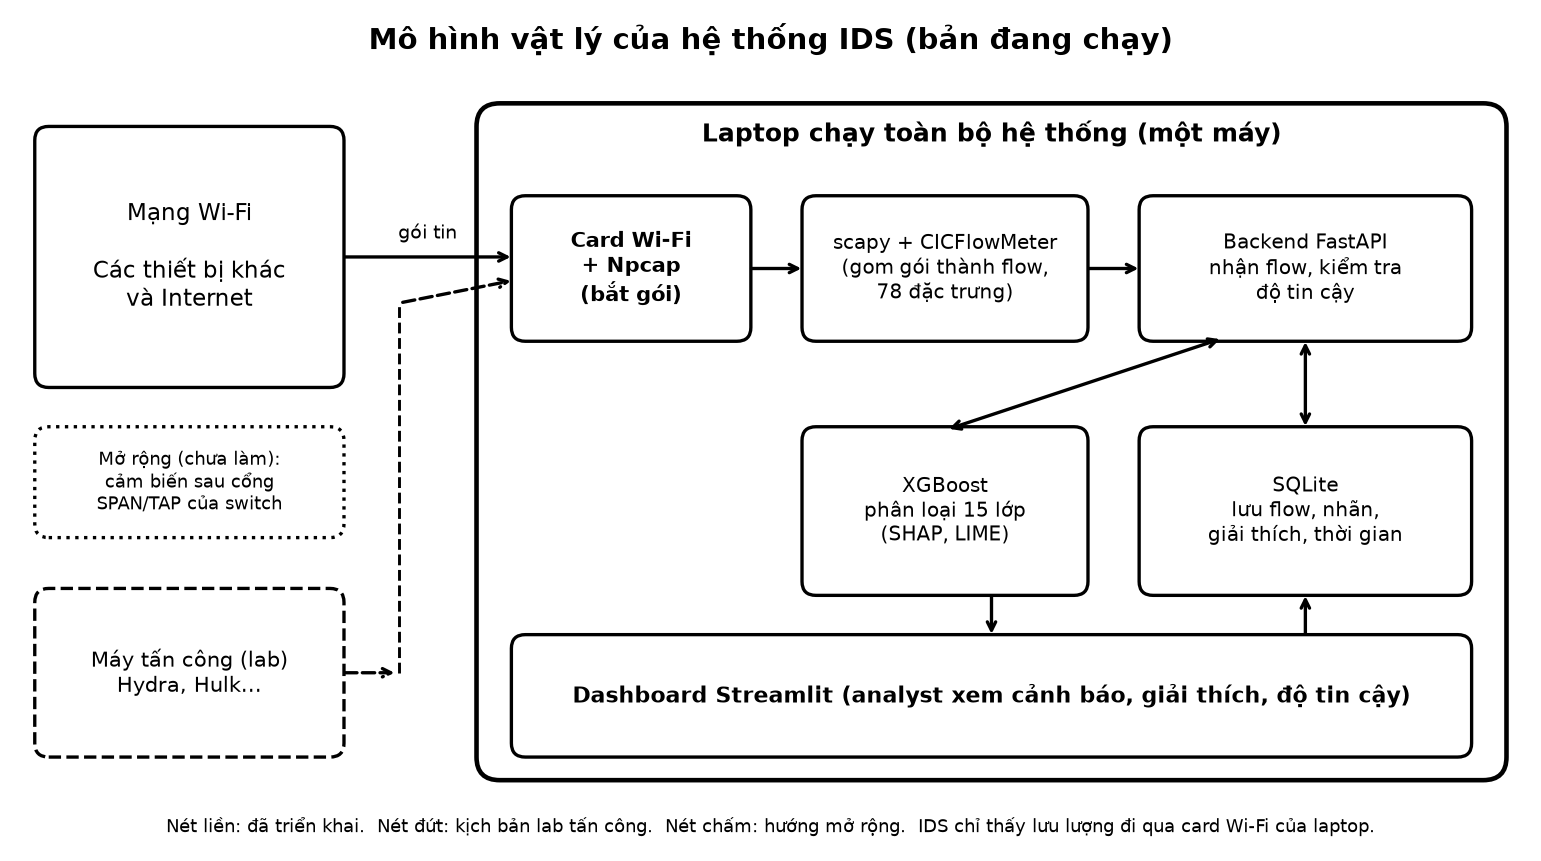 Mô hình vật lý của hệ thống IDS (bản đang chạy)
Laptop chạy toàn bộ hệ thống (một máy)
Mạng Wi-Fi
Các thiết bị khác
và Internet
gói tin
Card Wi-Fi
+ Npcap
(bắt gói)
scapy + CICFlowMeter
(gom gói thành flow,
78 đặc trưng)
Backend FastAPI
nhận flow, kiểm tra
độ tin cậy
Mở rộng (chưa làm):
cảm biến sau cổng
SPAN/TAP của switch
XGBoost
phân loại 15 lớp
(SHAP, LIME)
SQLite
lưu flow, nhãn,
giải thích, thời gian
Máy tấn công (lab)
Hydra, Hulk...
Dashboard Streamlit (analyst xem cảnh báo, giải thích, độ tin cậy)
Nét liền: đã triển khai.  Nét đứt: kịch bản lab tấn công.  Nét chấm: hướng mở rộng.  IDS chỉ thấy lưu lượng đi qua card Wi-Fi của laptop.